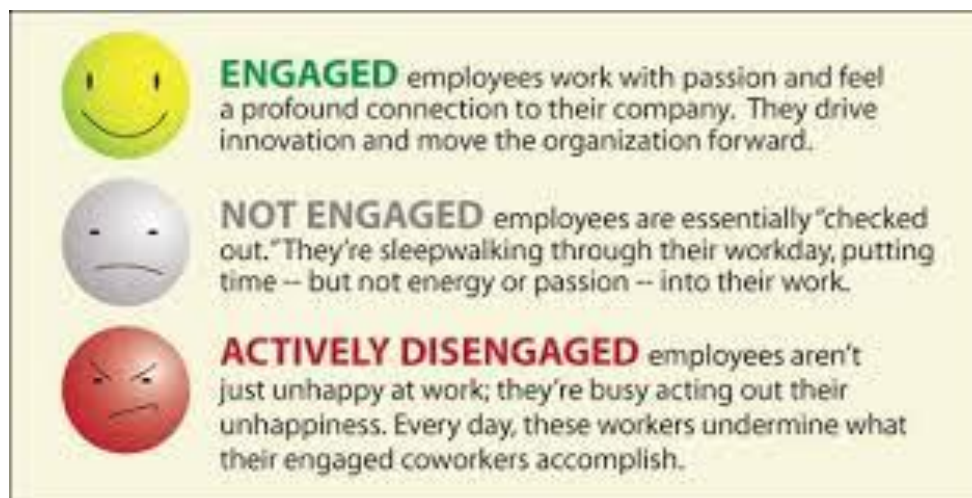 ENGAGED employees work with passion and feel
a profound connection to their company. They drive
innovation and move the organization forward.
NOT ENGAGED employees are essentially “checked
out.” They’re sleepwalking through their workday, putting
time -- but not energy or passion -- into their work.
ACTIVELY DISENGAGED employees aren’t
just unhappy at work; they’re busy acting out their
unhappiness. Every day, these workers undermine what
their engaged coworkers accomplish.